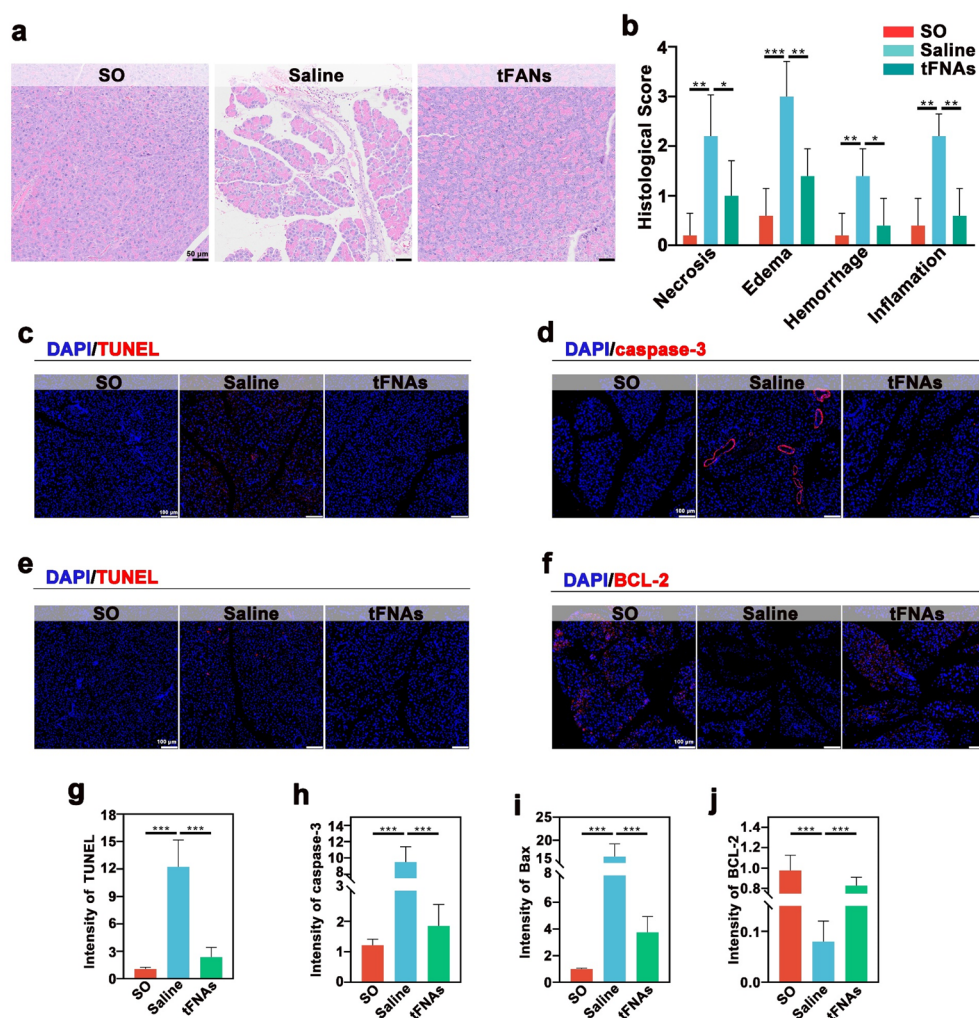 a
SO
Saline
tFANs
50 μm
b
SO
Saline
tFNAs
Histological Score
4
3
2
1
0
** *
*** **
** *
** **
Necrosis
Edema
Hemorrhage
Inflamation
c
DAPI/TUNEL
SO
Saline
tFNAs
100 μm
d
DAPI/caspase-3
SO
Saline
tFNAs
100 μm
e
DAPI/TUNEL
SO
Saline
tFNAs
100 μm
f
DAPI/BCL-2
SO
Saline
tFNAs
100 μm
g
Intensity of TUNEL
18
15
12
9
6
3
0
*** ***
SO
Saline
tFNAs
h
Intensity of caspase-3
14
12
10
8
6
4
3
2
1
0
*** ***
SO
Saline
tFNAs
i
Intensity of Bax
25
20
15
8
6
4
2
0
*** ***
SO
Saline
tFNAs
j
Intensity of BCL-2
1.4
1.2
1.0
0.8
0.6
0.1
0.0
*** ***
SO
Saline
tFNAs